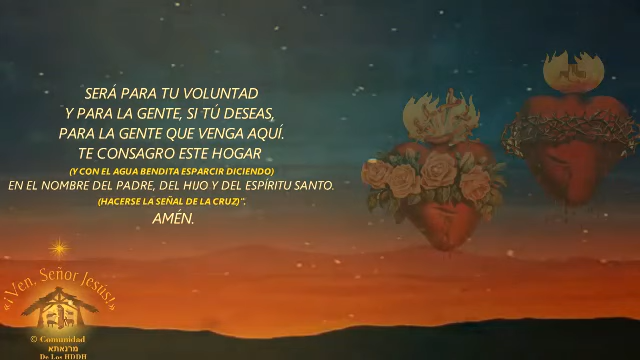 SERÁ PARA TU VOLUNTAD
Y PARA LA GENTE, SI TÚ DESEAS,
PARA LA GENTE QUE VENGA AQUÍ.
TE CONSAGRO ESTE HOGAR
(Y CON EL AGUA BENDITA ESPARCIR DICIENDO)
EN EL NOMBRE DEL PADRE, DEL HIJO Y DEL ESPÍRITU SANTO.
(HACERSE LA SEÑAL DE LA CRUZ)".
AMÉN.
«¡Ven, Señor Jesús!»
© Comunidad
מרנאתא
De Los HDDH